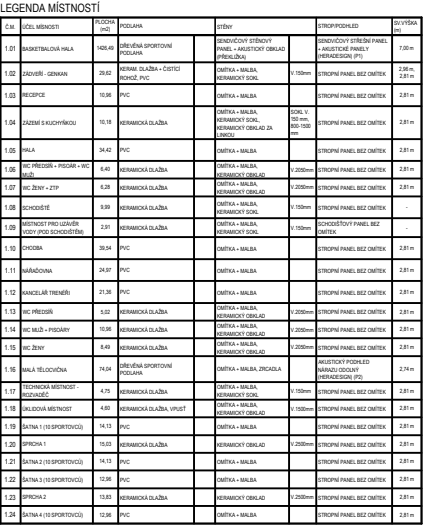 LEGENDA MÍSTNOSTÍ
Č.M. ÚČEL MÍSNOSTI PLOCHA (m2) PODLAHA STĚNY STROP/PODHLED SV.VÝŠKA (m)
1.01 BASKETBALOVÁ HALA 1426,49 DŘEVĚNÁ SPORTOVNÍ PODLAHA SENDVIČOVÝ STĚNOVÝ PANEL + AKUSTICKÝ OBKLAD (PŘEKLIŽKA) SENDVIČOVÝ STŘEŠNÍ PANEL + AKUSTICKÉ PANELY (HERADESIGN) (P1) 7,00 m
1.02 ZÁDVEŘÍ - GENKAN 29,62 KERAM. DLAŽBA + ČISTÍCÍ ROHOŽ, PVC OMÍTKA + MALBA, KERAMICKÝ SOKL V.150mm STROPNÍ PANEL BEZ OMÍTEK 2,96 m, 2,81 m
1.03 RECEPCE 10,96 PVC OMÍTKA + MALBA STROPNÍ PANEL BEZ OMÍTEK 2,81 m
1.04 ZÁZEMÍ S KUCHYŇKOU 10,18 KERAMICKÁ DLAŽBA OMÍTKA + MALBA, KERAMICKÝ SOKL, KERAMICKÝ OBKLAD ZA LINKOU SOKL V. 150 mm, 800-1500 mm STROPNÍ PANEL BEZ OMÍTEK 2,81 m
1.05 HALA 34,42 PVC OMÍTKA + MALBA STROPNÍ PANEL BEZ OMÍTEK 2,81 m
1.06 WC PŘEDSÍŇ + PISOÁR + WC MUŽI 6,40 KERAMICKÁ DLAŽBA OMÍTKA + MALBA, KERAMICKÝ OBKLAD V.2050mm STROPNÍ PANEL BEZ OMÍTEK 2,81 m
1.07 WC ŽENY + ZTP 6,28 KERAMICKÁ DLAŽBA OMÍTKA + MALBA, KERAMICKÝ OBKLAD V.2050mm STROPNÍ PANEL BEZ OMÍTEK 2,81 m
1.08 SCHODIŠTĚ 9,99 KERAMICKÁ DLAŽBA OMÍTKA + MALBA, KERAMICKÝ SOKL V.150mm STROPNÍ PANEL BEZ OMÍTEK -
1.09 MÍSTNOST PRO UZÁVĚR VODY (POD SCHODIŠTĚM) 2,91 KERAMICKÁ DLAŽBA OMÍTKA + MALBA, KERAMICKÝ SOKL V.150mm SCHODIŠŤOVÝ PANEL BEZ OMÍTEK -
1.10 CHODBA 39,54 PVC OMÍTKA + MALBA STROPNÍ PANEL BEZ OMÍTEK 2,81 m
1.11 NÁŘAĎOVNA 24,97 PVC OMÍTKA + MALBA STROPNÍ PANEL BEZ OMÍTEK 2,81 m
1.12 KANCELÁŘ TRENÉŘI 21,36 PVC OMÍTKA + MALBA STROPNÍ PANEL BEZ OMÍTEK 2,81 m
1.13 WC PŘEDSÍŇ 5,02 KERAMICKÁ DLAŽBA OMÍTKA + MALBA, KERAMICKÝ OBKLAD V.2050mm STROPNÍ PANEL BEZ OMÍTEK 2,81 m
1.14 WC MUŽI + PISOÁRY 10,96 KERAMICKÁ DLAŽBA OMÍTKA + MALBA, KERAMICKÝ OBKLAD V.2050mm STROPNÍ PANEL BEZ OMÍTEK 2,81 m
1.15 WC ŽENY 8,49 KERAMICKÁ DLAŽBA OMÍTKA + MALBA, KERAMICKÝ OBKLAD V.2050mm STROPNÍ PANEL BEZ OMÍTEK 2,81 m
1.16 MALÁ TĚLOCVIČNA 74,04 DŘEVĚNÁ SPORTOVNÍ PODLAHA OMÍTKA + MALBA, ZRCADLA AKUSTICKÝ PODHLED NÁRAZU ODOLNÝ (HERADESIGN) (P2) 2,74 m
1.17 TECHNICKÁ MÍSTNOST - ROZVADĚČ 4,75 KERAMICKÁ DLAŽBA OMÍTKA + MALBA, KERAMICKÝ SOKL V.150mm STROPNÍ PANEL BEZ OMÍTEK 2,81 m
1.18 ÚKLIDOVÁ MÍSTNOST 4,60 KERAMICKÁ DLAŽBA, VPUSŤ OMÍTKA + MALBA, KERAMICKÝ OBKLAD V.1500mm STROPNÍ PANEL BEZ OMÍTEK 2,81 m
1.19 ŠATNA 1 (10 SPORTOVCŮ) 14,13 PVC OMÍTKA + MALBA STROPNÍ PANEL BEZ OMÍTEK 2,81 m
1.20 SPRCHA 1 15,03 KERAMICKÁ DLAŽBA KERAMICKÝ OBKLAD V.2500mm STROPNÍ PANEL BEZ OMÍTEK 2,81 m
1.21 ŠATNA 2 (10 SPORTOVCŮ) 14,13 PVC OMÍTKA + MALBA STROPNÍ PANEL BEZ OMÍTEK 2,81 m
1.22 ŠATNA 3 (10 SPORTOVCŮ) 12,96 PVC OMÍTKA + MALBA STROPNÍ PANEL BEZ OMÍTEK 2,81 m
1.23 SPRCHA 2 13,83 KERAMICKÁ DLAŽBA KERAMICKÝ OBKLAD V.2500mm STROPNÍ PANEL BEZ OMÍTEK 2,81 m
1.24 ŠATNA 4 (10 SPORTOVCŮ) 12,96 PVC OMÍTKA + MALBA STROPNÍ PANEL BEZ OMÍTEK 2,81 m